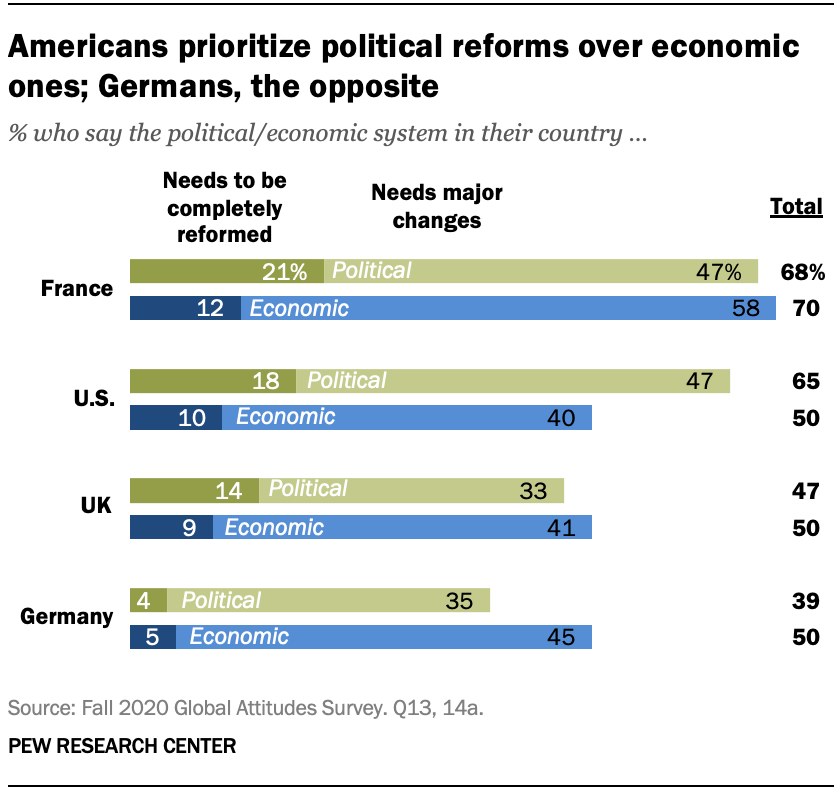 Americans prioritize political reforms over economic
ones; Germans, the opposite
% who say the political/economic system in their country ...
Needs to be
completely
reformed
Needs major
changes
Total
France
21% Political 47% 68%
12 Economic 58 70
U.S.
18 Political 47 65
10 Economic 40 50
UK
14 Political 33 47
9 Economic 41 50
Germany
4 Political 35 39
5 Economic 45 50
Source: Fall 2020 Global Attitudes Survey. Q13, 14a.
PEW RESEARCH CENTER